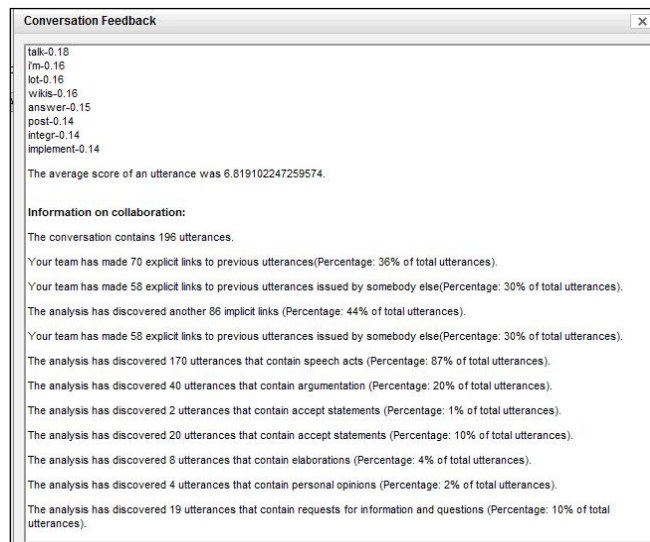 Conversation Feedback
talk-0.18
i'm-0.16
lot-0.16
wikis-0.16
answer-0.15
post-0.14
integr-0.14
implement-0.14
The average score of an utterance was 6.819102247259574.
Information on collaboration:
The conversation contains 196 utterances.
Your team has made 70 explicit links to previous utterances(Percentage: 36% of total utterances).
Your team has made 58 explicit links to previous utterances issued by somebody else(Percentage: 30% of total utterances).
The analysis has discovered another 86 implicit links (Percentage: 44% of total utterances).
Your team has made 58 explicit links to previous utterances issued by somebody else(Percentage: 30% of total utterances).
The analysis has discovered 170 utterances that contain speech acts (Percentage: 87% of total utterances).
The analysis has discovered 40 utterances that contain argumentation (Percentage: 20% of total utterances).
The analysis has discovered 2 utterances that contain accept statements (Percentage: 1% of total utterances).
The analysis has discovered 20 utterances that contain accept statements (Percentage: 10% of total utterances).
The analysis has discovered 8 utterances that contain elaborations (Percentage: 4% of total utterances).
The analysis has discovered 4 utterances that contain personal opinions (Percentage: 2% of total utterances).
The analysis has discovered 19 utterances that contain requests for information and questions (Percentage: 10% of total
utterances).